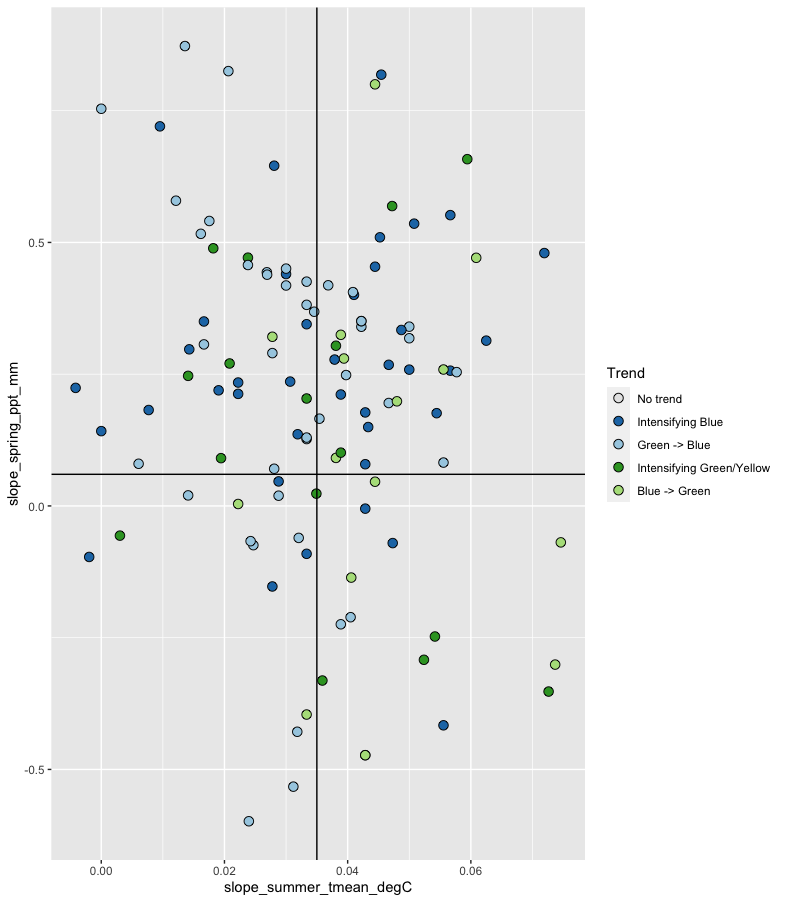 0.5
0.0
-0.5
slope_spring_ppt_mm
0.00
0.02
0.04
0.06
slope_summer_tmean_degC
Trend
No trend
Intensifying Blue
Green -> Blue
Intensifying Green/Yellow
Blue -> Green